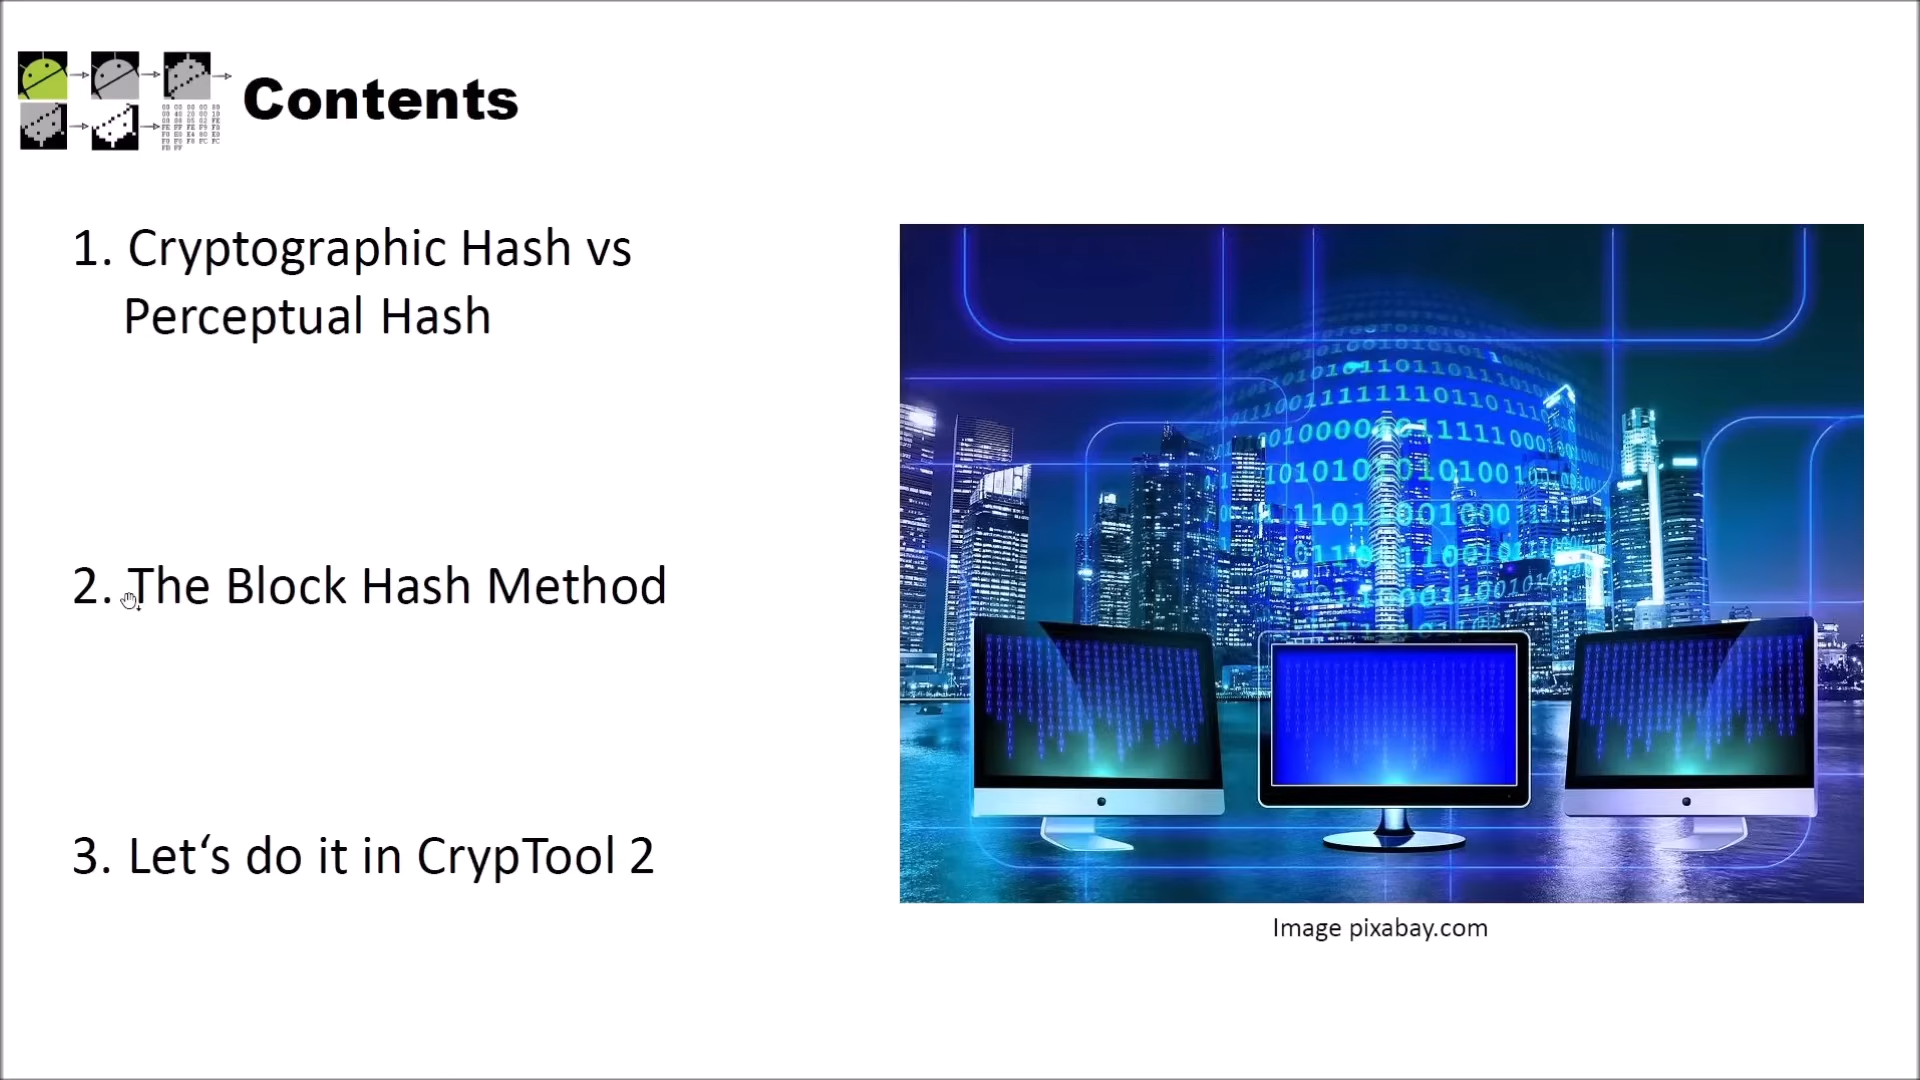 Contents
1. Cryptographic Hash vs
Perceptual Hash
2. The Block Hash Method
3. Let‘s do it in CrypTool 2
Image pixabay.com